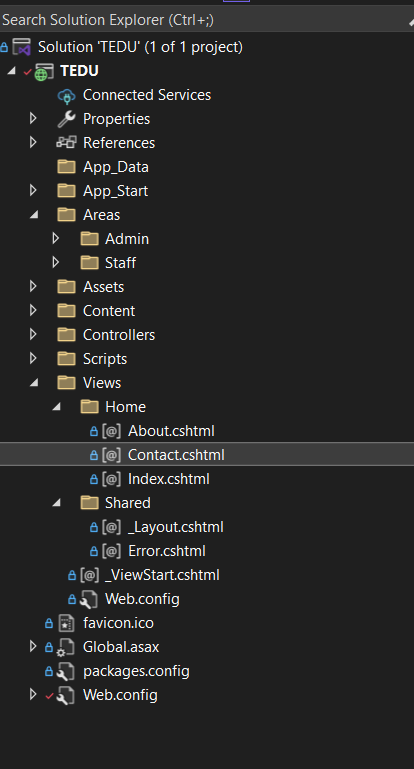 Search Solution Explorer (Ctrl+;)
Solution 'TEDU' (1 of 1 project)
TEDU
Connected Services
Properties
References
App_Data
App_Start
Areas
Admin
Staff
Assets
Content
Controllers
Scripts
Views
Home
About.cshtml
Contact.cshtml
Index.cshtml
Shared
_Layout.cshtml
Error.cshtml
_ViewStart.cshtml
Web.config
favicon.ico
Global.asax
packages.config
Web.config